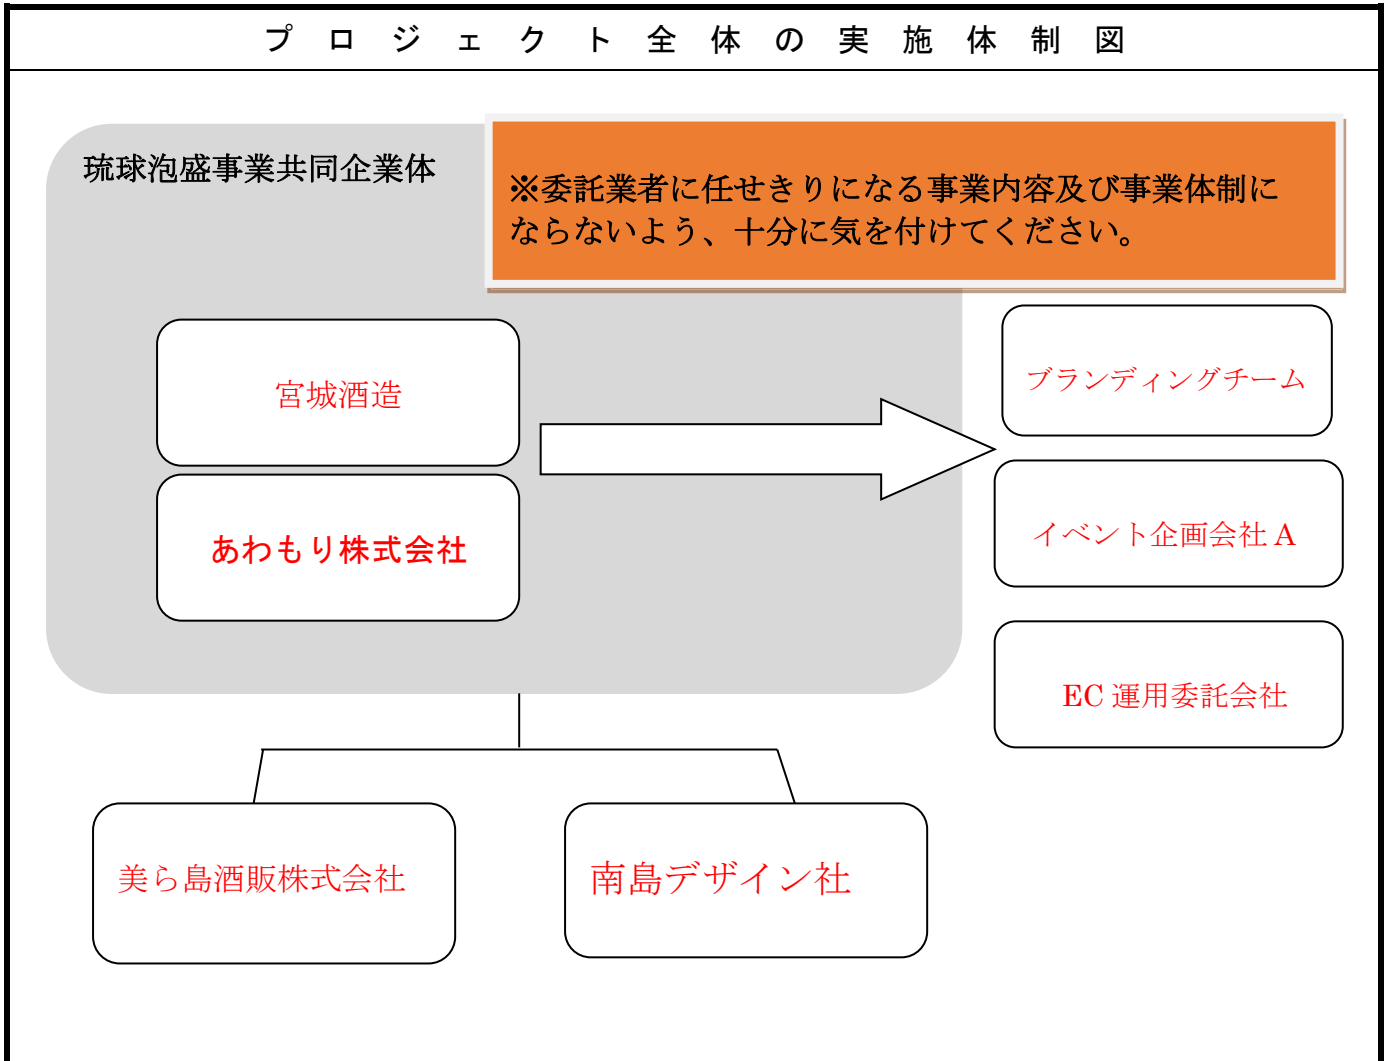 プロジェクト全体の実施体制図
琉球泡盛事業共同企業体
※委託業者に任せきりになる事業内容及び事業体制に
ならないよう、十分に気を付けてください。
宮城酒造
あわもり株式会社
ブランディングチーム
イベント企画会社 A
EC 運用委託会社
美ら島酒販株式会社
南島デザイン社